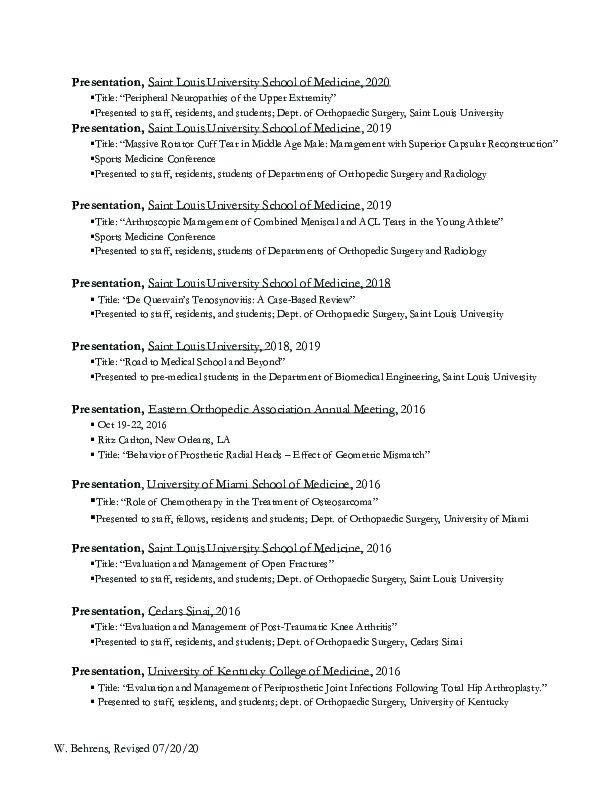 Presentation, Saint Louis University School of Medicine, 2020
▪Title: “Peripheral Neuropathies of the Upper Extremity”
▪Presented to staff, residents, and students; Dept. of Orthopaedic Surgery, Saint Louis University
Presentation, Saint Louis University School of Medicine, 2019
▪Title: “Massive Rotator Cuff Tear in Middle Age Male: Management with Superior Capsular Reconstruction”
▪Sports Medicine Conference
▪Presented to staff, residents, students of Departments of Orthopedic Surgery and Radiology
Presentation, Saint Louis University School of Medicine, 2019
▪Title: “Arthroscopic Management of Combined Meniscal and ACL Tears in the Young Athlete”
▪Sports Medicine Conference
▪Presented to staff, residents, students of Departments of Orthopedic Surgery and Radiology
Presentation, Saint Louis University School of Medicine, 2018
▪ Title: “De Quervain’s Tenosynovitis: A Case-Based Review”
▪Presented to staff, residents, and students; Dept. of Orthopaedic Surgery, Saint Louis University
Presentation, Saint Louis University, 2018, 2019
▪Title: “Road to Medical School and Beyond”
▪Presented to pre-medical students in the Department of Biomedical Engineering, Saint Louis University
Presentation, Eastern Orthopedic Association Annual Meeting, 2016
▪ Oct 19-22, 2016
▪ Ritz Carlton, New Orleans, LA
▪ Title: “Behavior of Prosthetic Radial Heads – Effect of Geometric Mismatch”
Presentation, University of Miami School of Medicine, 2016
▪Title: “Role of Chemotherapy in the Treatment of Osteosarcoma”
▪Presented to staff, fellows, residents and students; Dept. of Orthopaedic Surgery, University of Miami
Presentation, Saint Louis University School of Medicine, 2016
▪Title: “Evaluation and Management of Open Fractures”
▪Presented to staff, residents, and students; Dept. of Orthopaedic Surgery, Saint Louis University
Presentation, Cedars Sinai, 2016
▪Title: “Evaluation and Management of Post-Traumatic Knee Arthritis”
▪Presented to staff, residents, and students; Dept. of Orthopaedic Surgery, Cedars Sinai
Presentation, University of Kentucky College of Medicine, 2016
▪ Title: “Evaluation and Management of Periprosthetic Joint Infections Following Total Hip Arthroplasty.”
▪ Presented to staff, residents, and students; dept. of Orthopaedic Surgery, University of Kentucky
W. Behrens, Revised 07/20/20